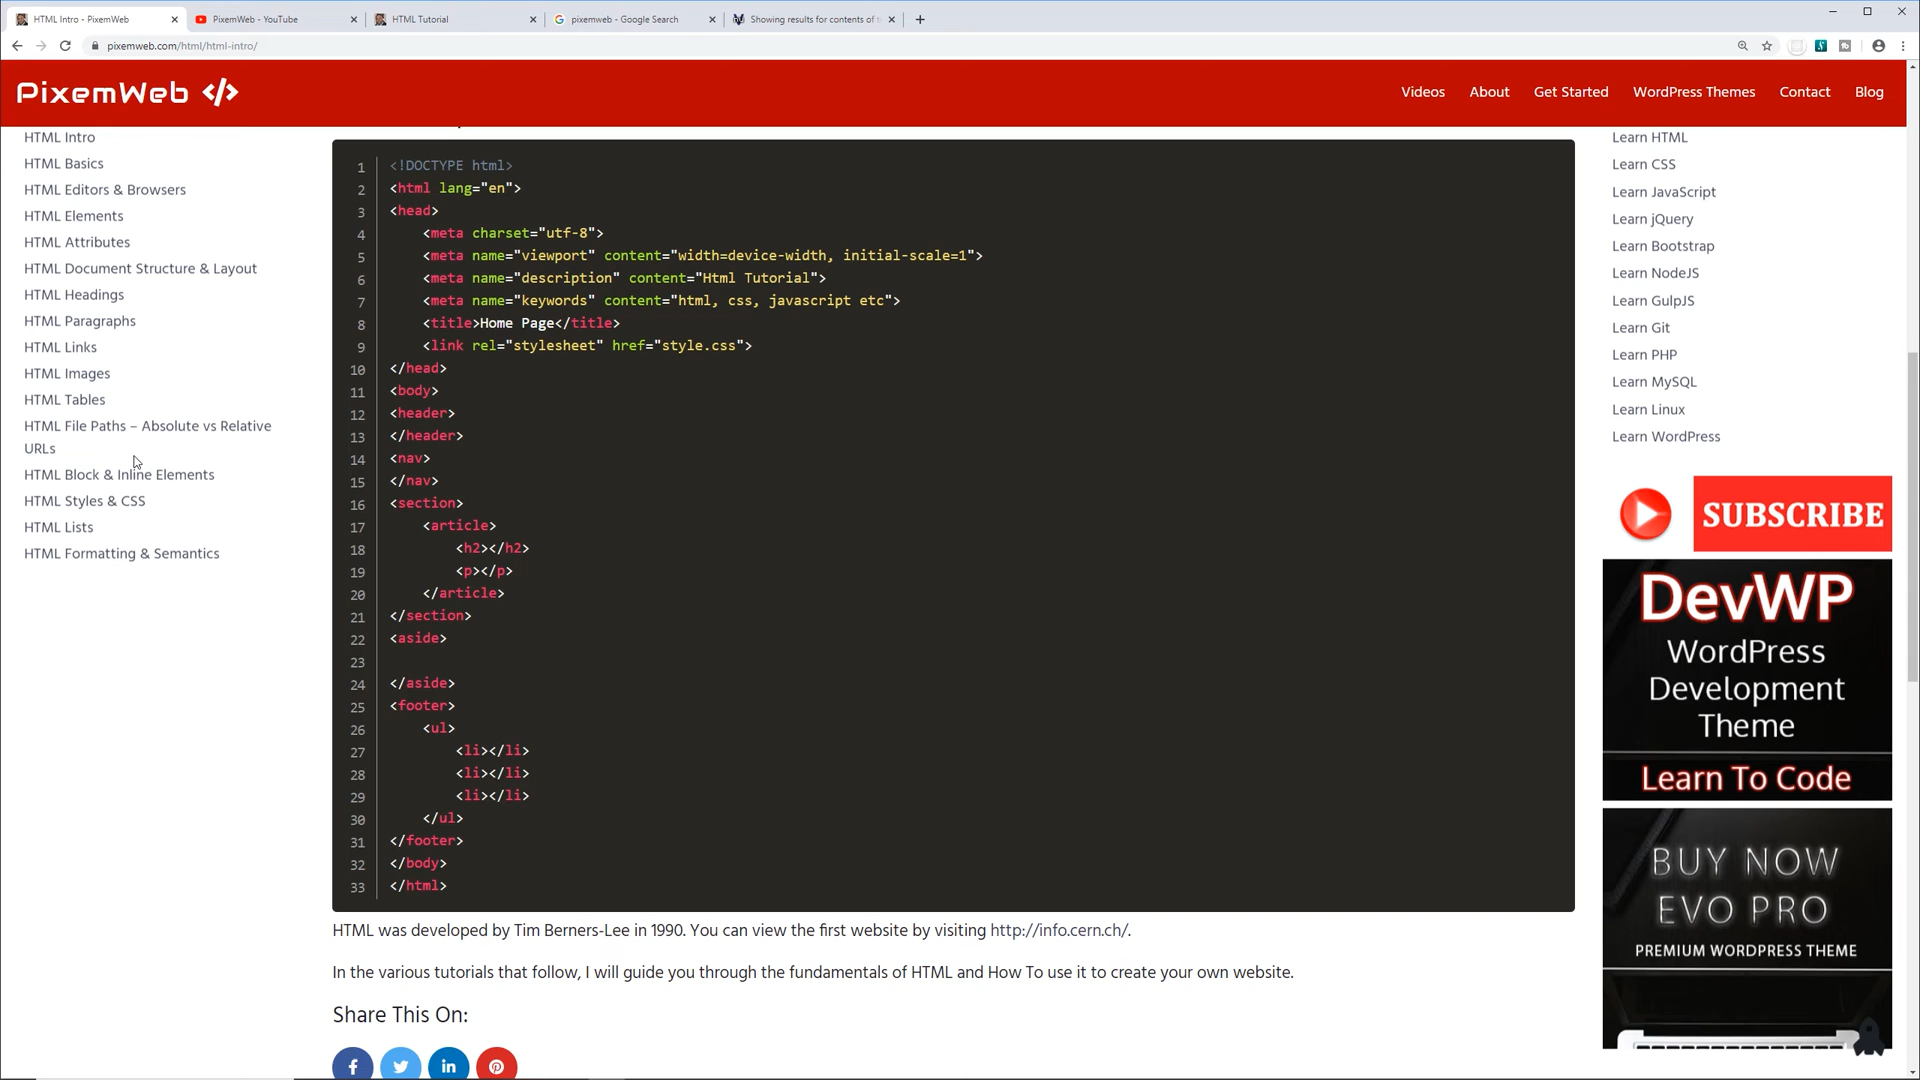 HTML Intro - PixemWeb
PixemWeb - YouTube
HTML Tutorial
pixemweb - Google Search
Showing results for contents of
pixemweb.com/html/html-intro/
PixemWeb </>
Videos
About
Get Started
WordPress Themes
Contact
Blog
HTML Intro
HTML Basics
HTML Editors & Browsers
HTML Elements
HTML Attributes
HTML Document Structure & Layout
HTML Headings
HTML Paragraphs
HTML Links
HTML Images
HTML Tables
HTML File Paths – Absolute vs Relative
URLs
HTML Block & Inline Elements
HTML Styles & CSS
HTML Lists
HTML Formatting & Semantics
1 <!DOCTYPE html>
2 <html lang="en">
3 <head>
4 <meta charset="utf-8">
5 <meta name="viewport" content="width=device-width, initial-scale=1">
6 <meta name="description" content="Html Tutorial">
7 <meta name="keywords" content="html, css, javascript etc">
8 <title>Home Page</title>
9 <link rel="stylesheet" href="style.css">
10 </head>
11 <body>
12 <header>
13 </header>
14 <nav>
15 </nav>
16 <section>
17 <article>
18 <h2></h2>
19 <p></p>
20 </article>
21 </section>
22 <aside>
23
24 </aside>
25 <footer>
26 <ul>
27 <li></li>
28 <li></li>
29 <li></li>
30 </ul>
31 </footer>
32 </body>
33 </html>
HTML was developed by Tim Berners-Lee in 1990. You can view the first website by visiting http://info.cern.ch/.
In the various tutorials that follow, I will guide you through the fundamentals of HTML and How To use it to create your own website.
Share This On:
Learn HTML
Learn CSS
Learn JavaScript
Learn jQuery
Learn Bootstrap
Learn NodeJS
Learn GulpJS
Learn Git
Learn PHP
Learn MySQL
Learn Linux
Learn WordPress
SUBSCRIBE
DevWP
WordPress
Development
Theme
Learn To Code
BUY NOW
EVO PRO
PREMIUM WORDPRESS THEME